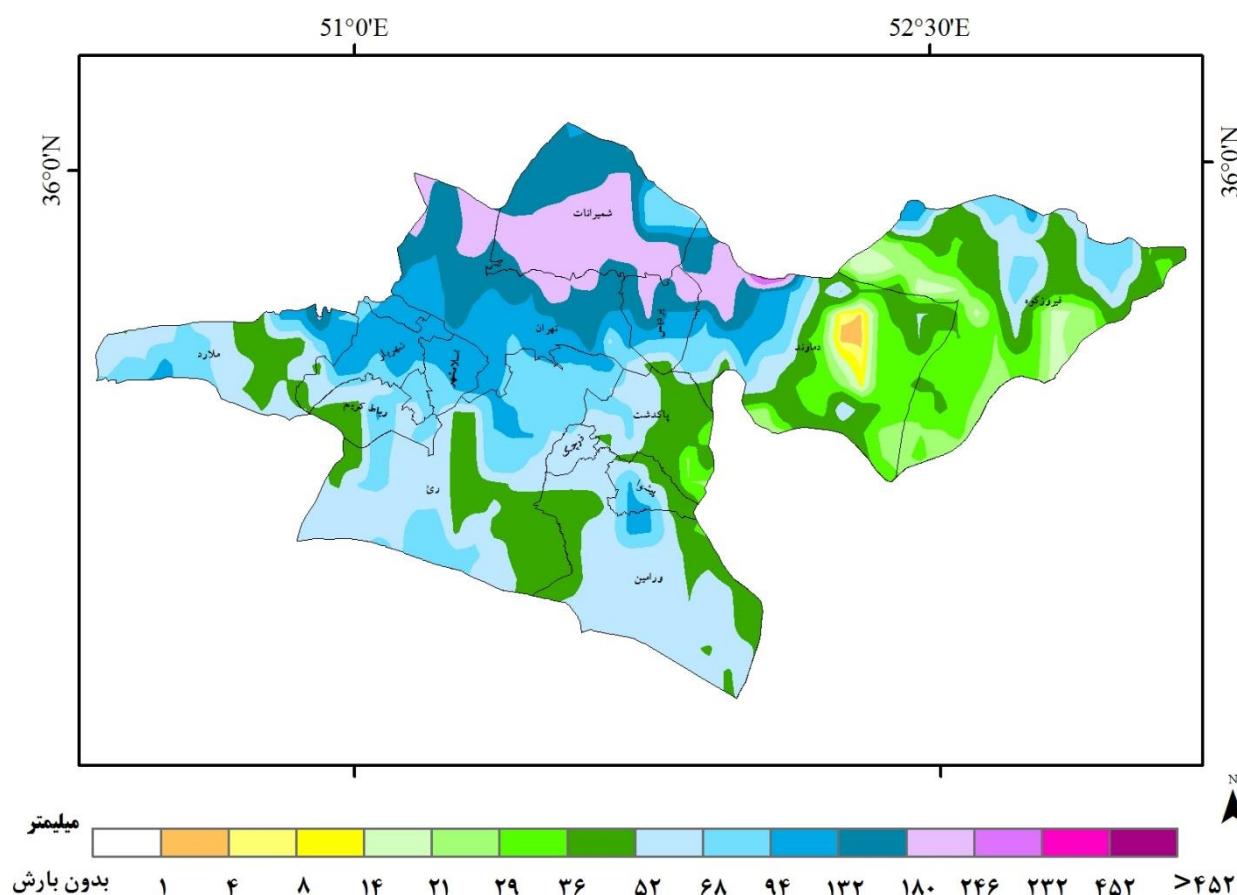 51°0'E 52°30'E
36°0'N 36°0'N
شمیرانات
فیروزکوه
تهران
پردیس
دماوند
ملارد
شهریار
رباط کریم
پاکدشت
قرچک
ری
پیشوا
ورامین
N
میلیمتر
بدون بارش ۱ ۴ ۸ ۱۴ ۲۱ ۲۹ ۳۶ ۵۲ ۶۸ ۹۴ ۱۳۲ ۱۸۰ ۲۴۶ ۲۳۲ ۴۵۲ >۴۵۲